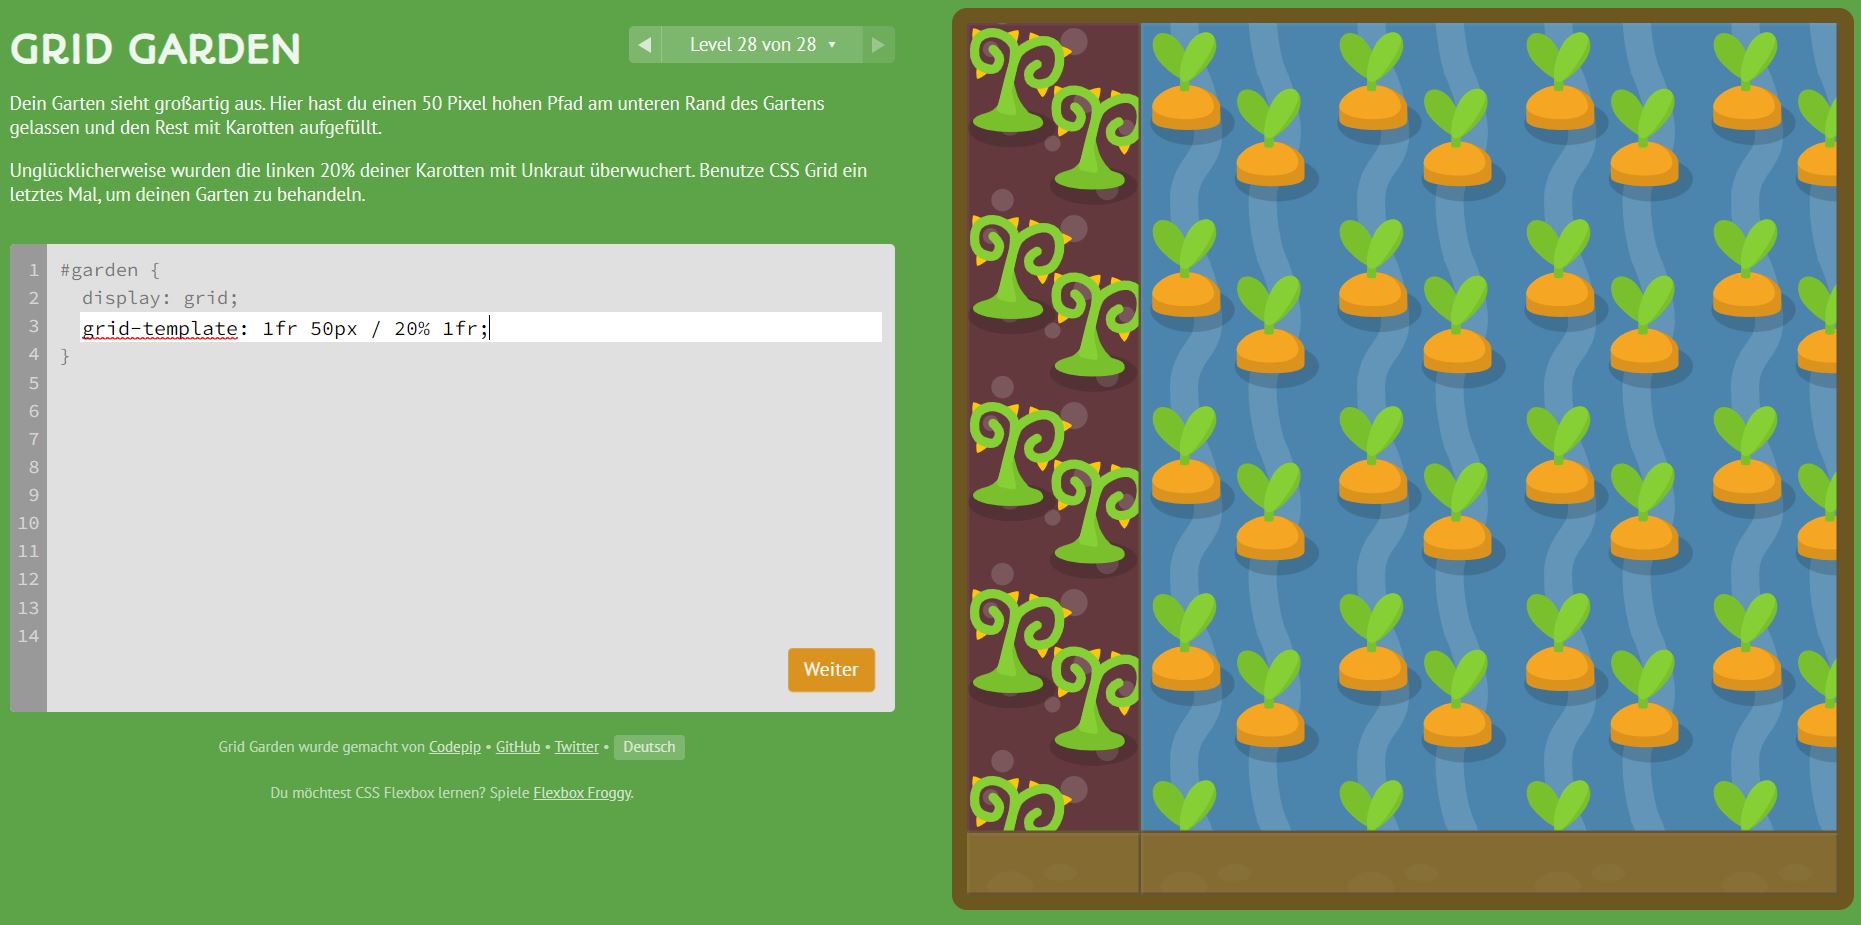 GRID GARDEN
Level 28 von 28
Dein Garten sieht großartig aus. Hier hast du einen 50 Pixel hohen Pfad am unteren Rand des Gartens
gelassen und den Rest mit Karotten aufgefüllt.
Unglücklicherweise wurden die linken 20% deiner Karotten mit Unkraut überwuchert. Benutze CSS Grid ein
letztes Mal, um deinen Garten zu behandeln.
1 #garden {
2 display: grid;
3 grid-template: 1fr 50px / 20% 1fr;
4 }
5
6
7
8
9
10
11
12
13
14
Weiter
Grid Garden wurde gemacht von Codepip • GitHub • Twitter • Deutsch
Du möchtest CSS Flexbox lernen? Spiele Flexbox Froggy.